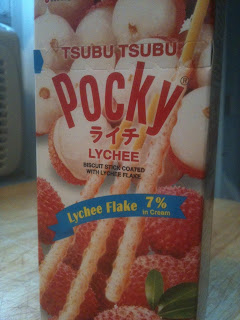 TSUBU TSUBU
Pocky®
ライチ
LYCHEE
BISCUIT STICK COATED
WITH LYCHEE FLAKE
Lychee Flake 7%
in Cream